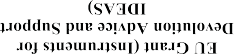 EU Grant (Instruments for
Devolution Advice and Support
IDEAS)